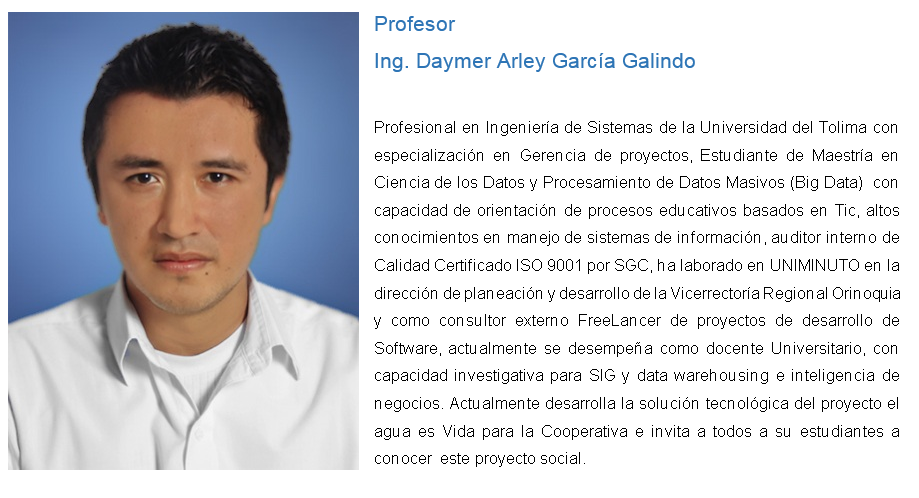 Profesor
Ing. Daymer Arley García Galindo
Profesional en Ingeniería de Sistemas de la Universidad del Tolima con
especialización en Gerencia de proyectos, Estudiante de Maestría en
Ciencia de los Datos y Procesamiento de Datos Masivos (Big Data) con
capacidad de orientación de procesos educativos basados en Tic, altos
conocimientos en manejo de sistemas de información, auditor interno de
Calidad Certificado ISO 9001 por SGC, ha laborado en UNIMINUTO en la
dirección de planeación y desarrollo de la Vicerrectoría Regional Orinoquia
y como consultor externo FreeLancer de proyectos de desarrollo de
Software, actualmente se desempeña como docente Universitario, con
capacidad investigativa para SIG y data warehousing e inteligencia de
negocios. Actualmente desarrolla la solución tecnológica del proyecto el
agua es Vida para la Cooperativa e invita a todos a su estudiantes a
conocer este proyecto social.